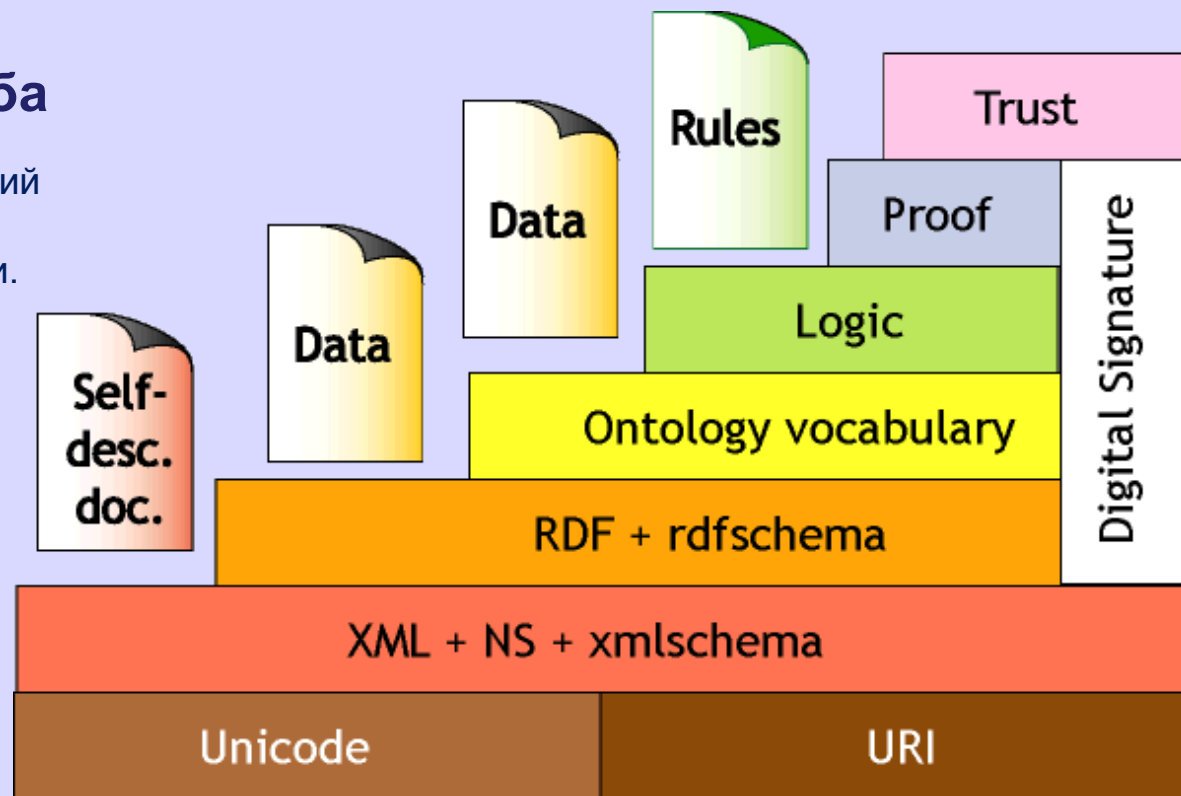 ба
ий
и.
Rules
Trust
Data
Proof
Data
Logic
Self-
desc.
doc.
Ontology vocabulary
Digital Signature
RDF + rdfschema
XML + NS + xmlschema
Unicode
URI